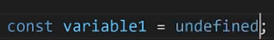 const variable1 = undefined;